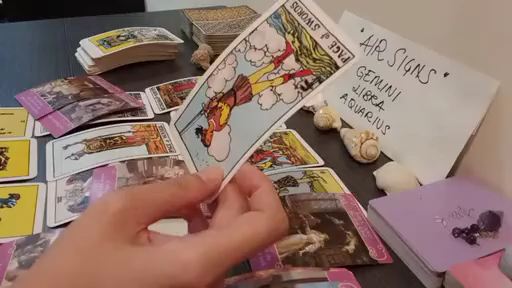 PAGE of SWORDS.
"AIR SIGNS"
GEMINI
LIBRA
AQUARIUS